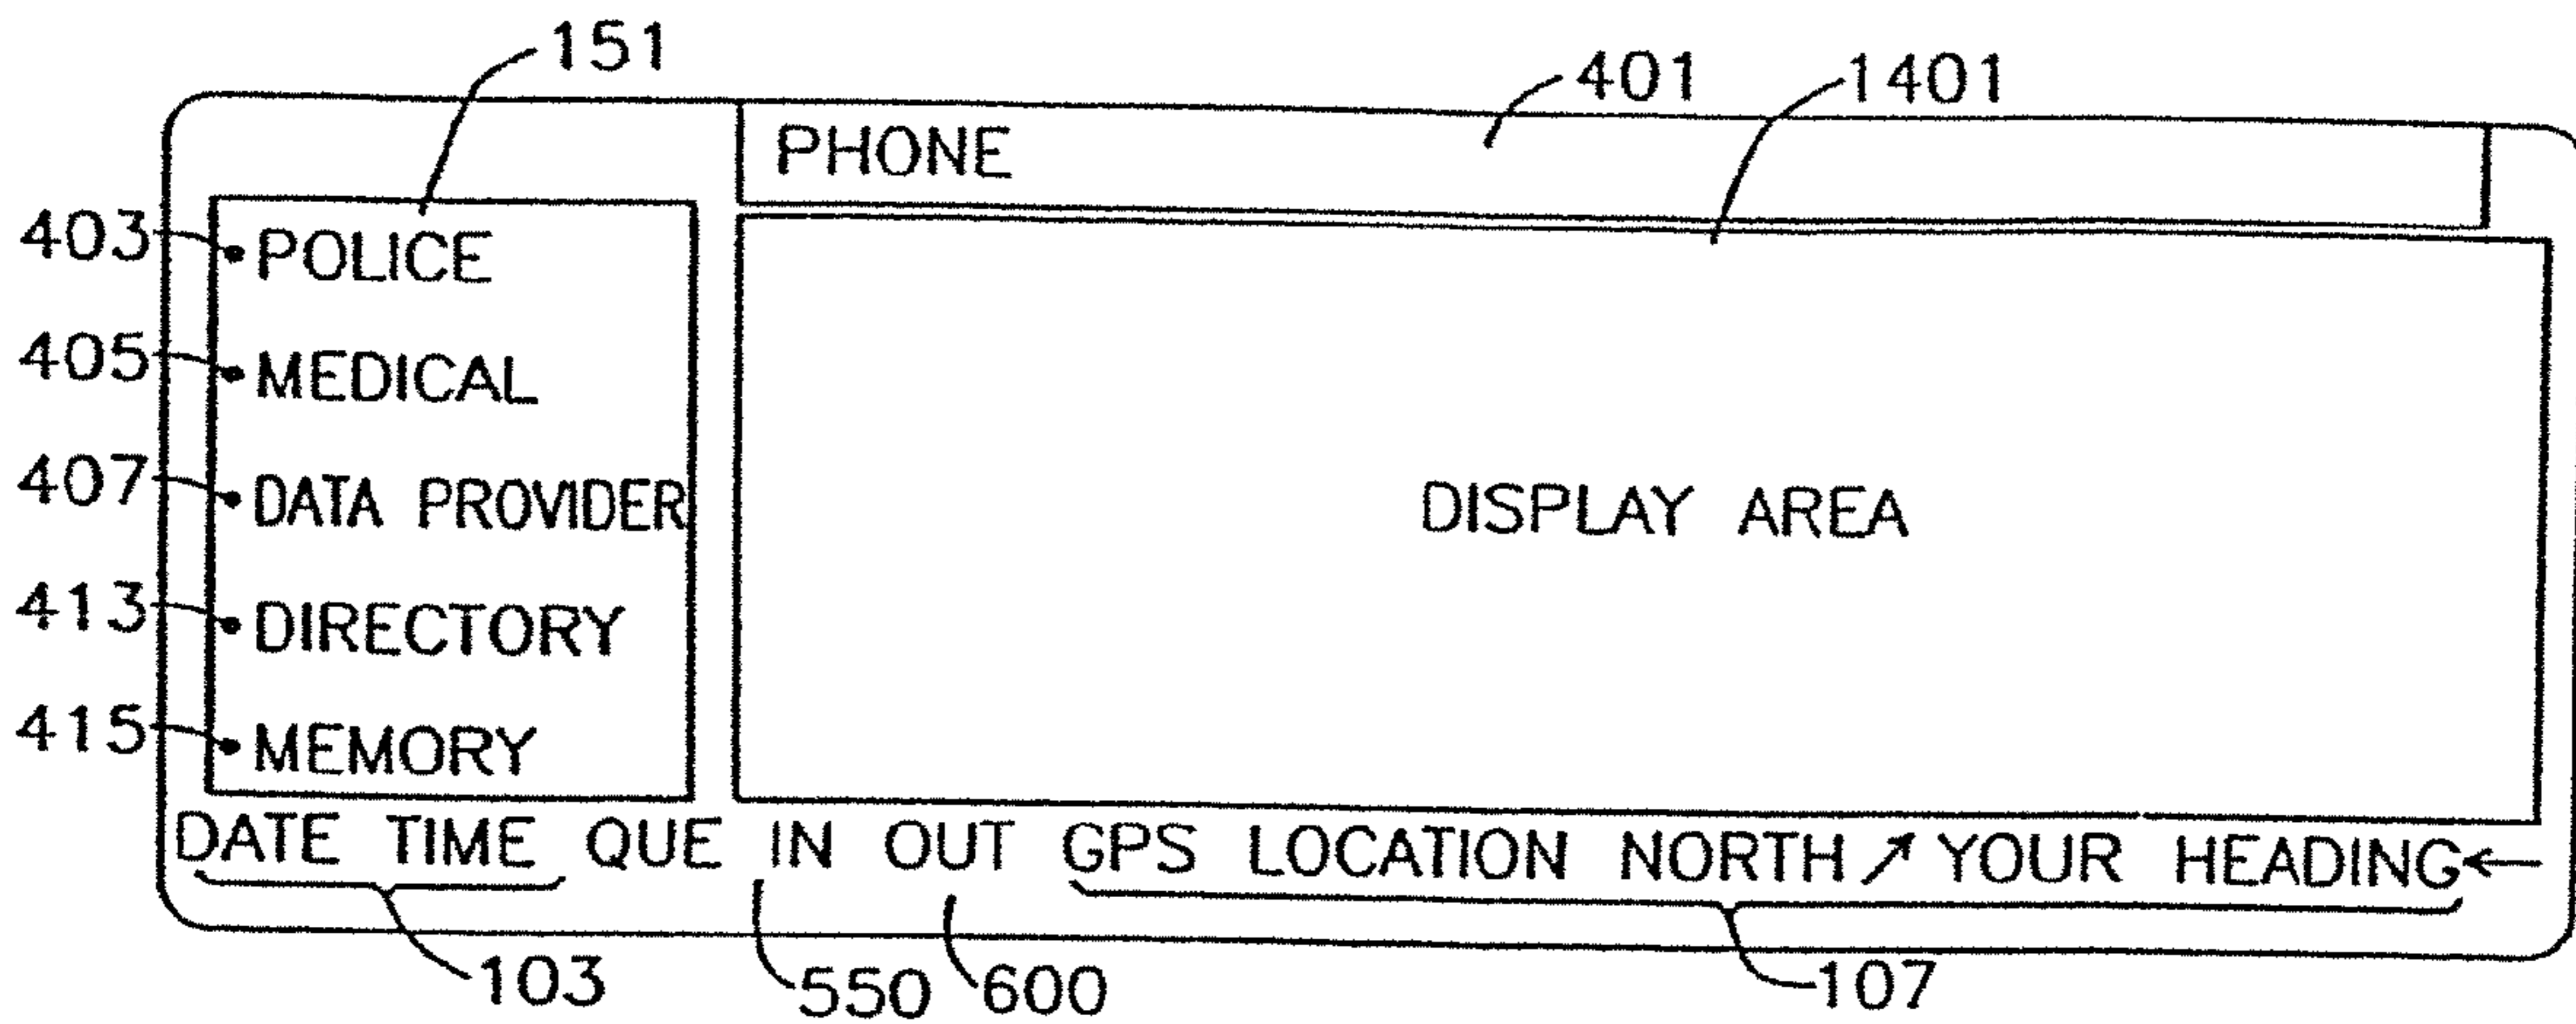 151
401
1401
PHONE
403 POLICE
405 MEDICAL
407 DATA PROVIDER
DISPLAY AREA
413 DIRECTORY
415 MEMORY
DATE TIME QUE IN OUT GPS LOCATION NORTH ↗ YOUR HEADING ←
103 550 600 107